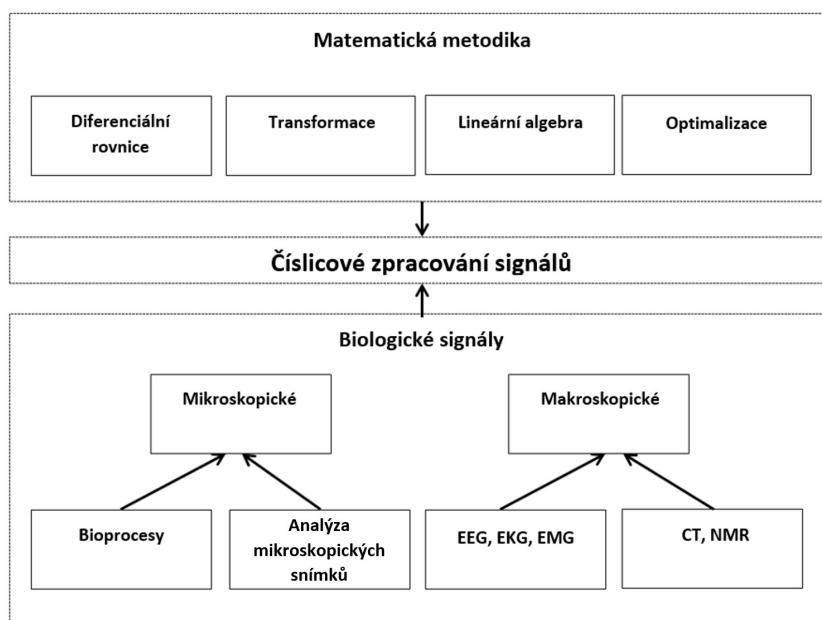 Matematická metodika
Diferenciální
rovnice
Transformace
Lineární algebra
Optimalizace
Číslicové zpracování signálů
Biologické signály
Mikroskopické
Makroskopické
Bioprocesy
Analýza
mikroskopických
snímků
EEG, EKG, EMG
CT, NMR